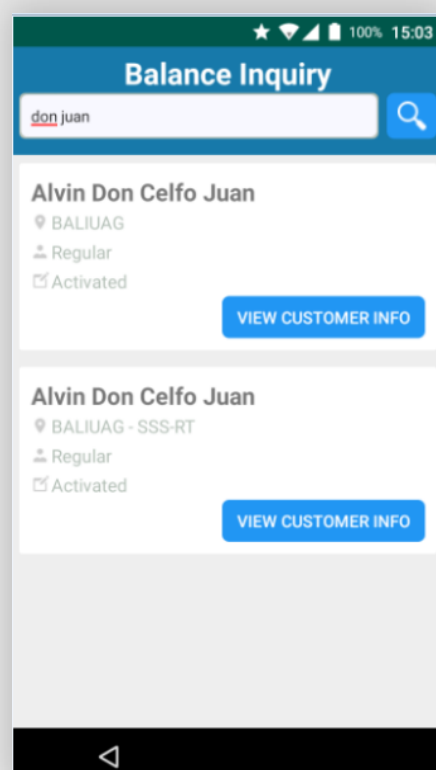 100% 15:03
Balance Inquiry
don juan
Alvin Don Celfo Juan
BALIUAG
Regular
Activated
VIEW CUSTOMER INFO
Alvin Don Celfo Juan
BALIUAG - SSS-RT
Regular
Activated
VIEW CUSTOMER INFO